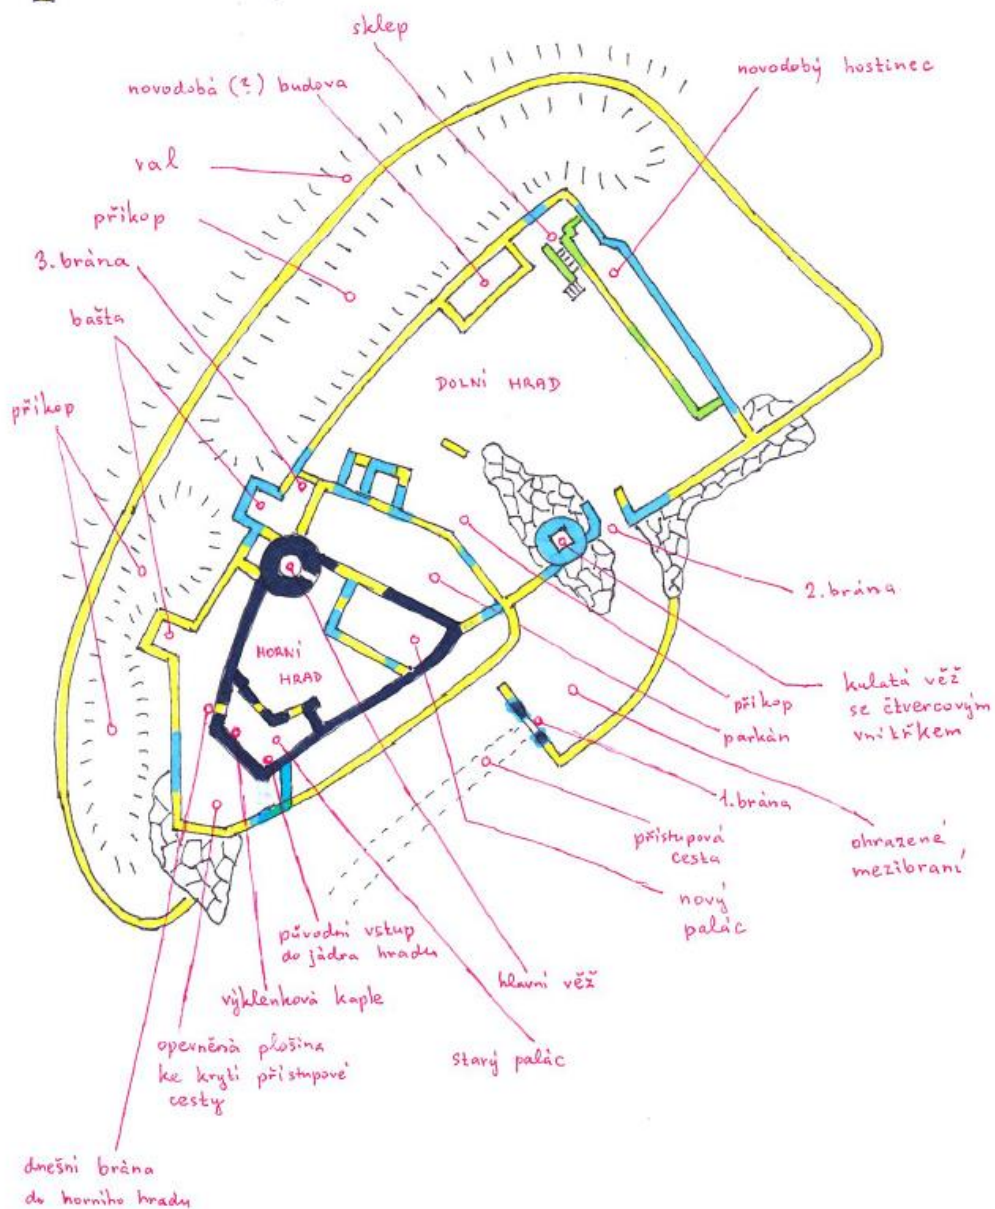 sklep
novodobý hostinec
novodobá (?) budova
val
příkop
3. brána
bašta
příkop
DOLNÍ HRAD
2. brána
HORNÍ
HRAD
kulatá věž
se čtvercovým
vnitřkem
příkop
parkán
1. brána
ohrazené
mezibraní
přístupová
cesta
nový
palác
původní vstup
do jádra hradu
hlavní věž
výklenková kaple
starý palác
opevněná plošina
ke krytí přístupové
cesty
dnešní brána
do horního hradu